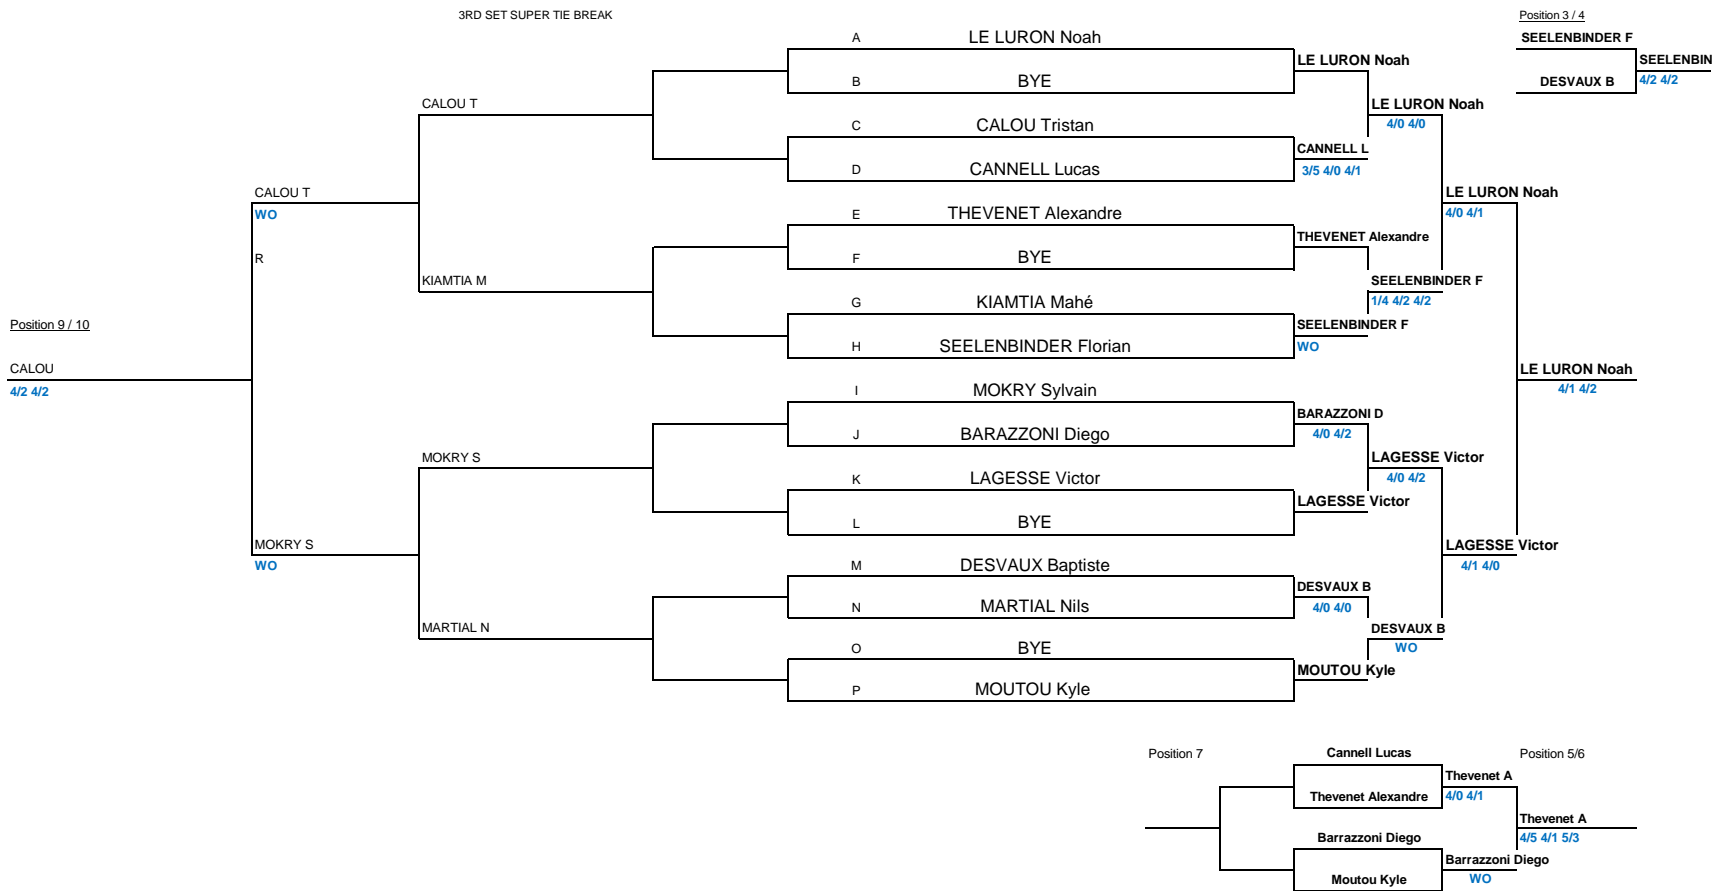 3RD SET SUPER TIE BREAK
Position 3 / 4
A LE LURON Noah
SEELENBINDER F
LE LURON Noah
SEELENBIN
B BYE
DESVAUX B
4/2 4/2
CALOU T
LE LURON Noah
C CALOU Tristan
4/0 4/0
CANNELL L
D CANNELL Lucas
3/5 4/0 4/1
CALOU T
LE LURON Noah
WO
E THEVENET Alexandre
4/0 4/1
THEVENET Alexandre
R
F BYE
KIAMTIA M
SEELENBINDER F
G KIAMTIA Mahé
1/4 4/2 4/2
Position 9 / 10
SEELENBINDER F
H SEELENBINDER Florian
WO
CALOU
LE LURON Noah
4/2 4/2
I MOKRY Sylvain
4/1 4/2
BARAZZONI D
J BARAZZONI Diego
4/0 4/2
MOKRY S
LAGESSE Victor
K LAGESSE Victor
4/0 4/2
LAGESSE Victor
L BYE
MOKRY S
LAGESSE Victor
WO
M DESVAUX Baptiste
4/1 4/0
DESVAUX B
N MARTIAL Nils
4/0 4/0
MARTIAL N
DESVAUX B
O BYE
WO
MOUTOU Kyle
P MOUTOU Kyle
Position 7
Cannell Lucas
Position 5/6
Thevenet A
Thevenet Alexandre
4/0 4/1
Thevenet A
Barrazzoni Diego
4/5 4/1 5/3
Barrazzoni Diego
Moutou Kyle
WO